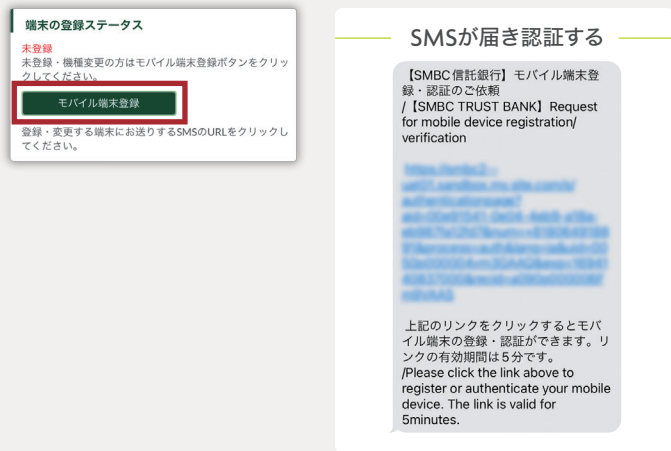 端末の登録ステータス
未登録
未登録・機種変更の方はモバイル端末登録ボタンをクリッ
クしてください。
モバイル端末登録
登録・変更する端末にお送りするSMSのURLをクリックし
てください。
SMSが届き認証する
【SMBC信託銀行】モバイル端末登
録・認証のご依頼
/【SMBC TRUST BANK】Request
for mobile device registration/
verification
上記のリンクをクリックするとモバ
イル端末の登録・認証ができます。リ
ンクの有効期間は5分です。
/Please click the link above to
register or authenticate your mobile
device. The link is valid for
5minutes.